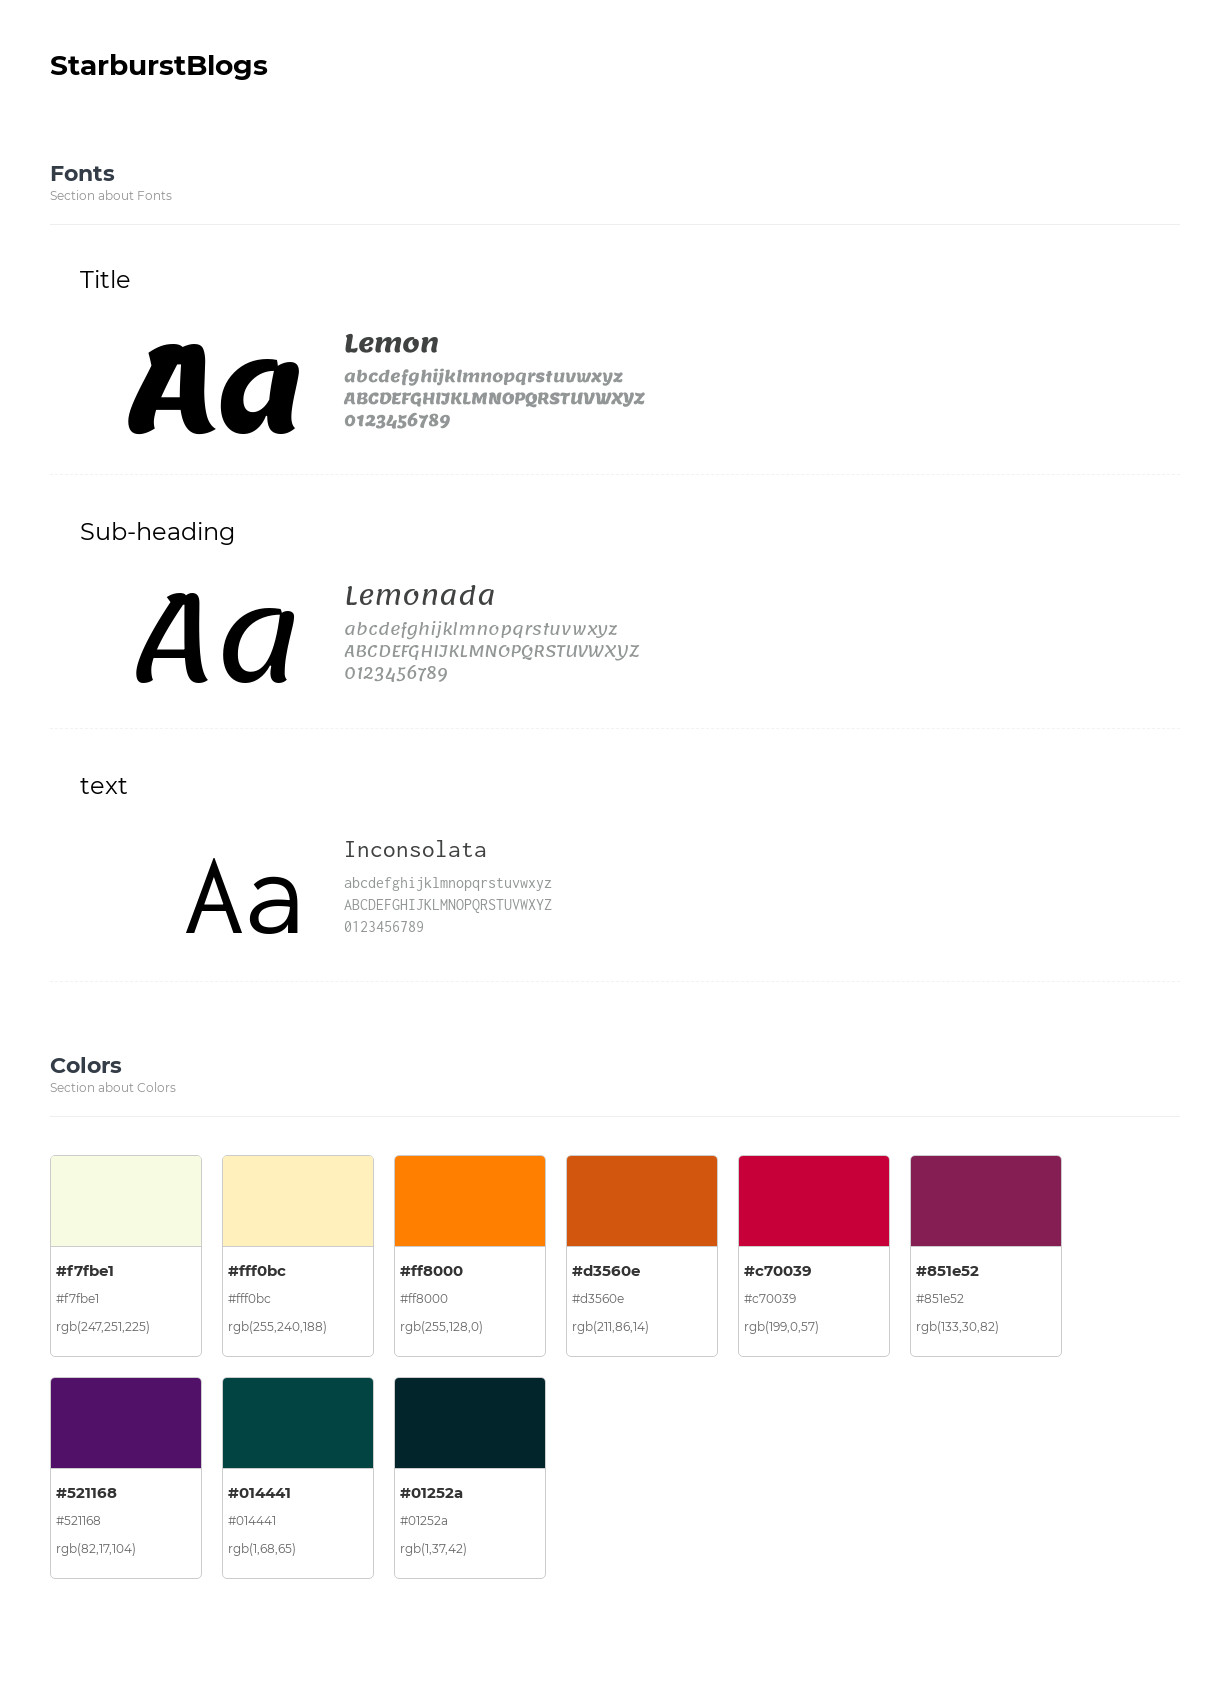 StarburstBlogs
Fonts
Section about Fonts
Title
Aa
Lemon
abcdefghijklmnopqrstuvwxyz
ABCDEFGHIJKLMNOPQRSTUVWXYZ
0123456789
Sub-heading
Aa
Lemonada
abcdefghijklmnopqrstuvwxyz
ABCDEFGHIJKLMNOPQRSTUVWXYZ
0123456789
text
Aa
Inconsolata
abcdefghijklmnopqrstuvwxyz
ABCDEFGHIJKLMNOPQRSTUVWXYZ
0123456789
Colors
Section about Colors
#f7fbe1
#f7fbe1
rgb(247,251,225)
#fff0bc
#fff0bc
rgb(255,240,188)
#ff8000
#ff8000
rgb(255,128,0)
#d3560e
#d3560e
rgb(211,86,14)
#c70039
#c70039
rgb(199,0,57)
#851e52
#851e52
rgb(133,30,82)
#521168
#521168
rgb(82,17,104)
#014441
#014441
rgb(1,68,65)
#01252a
#01252a
rgb(1,37,42)